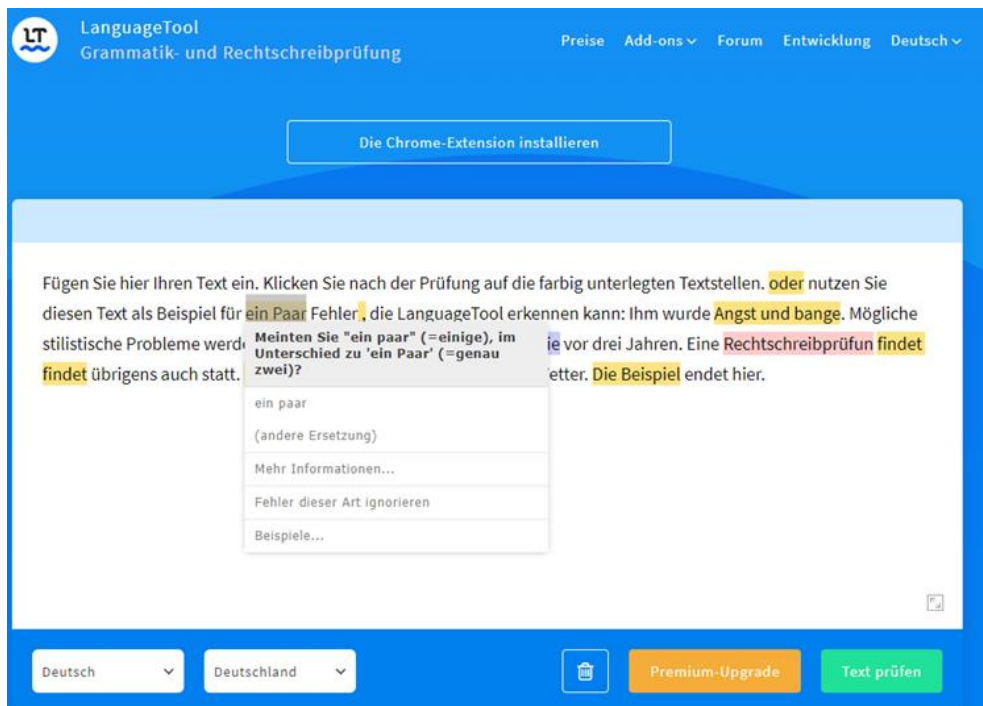 LT
LanguageTool
Grammatik- und Rechtschreibprüfung
Preise Add-ons Forum Entwicklung Deutsch
Die Chrome-Extension installieren
Fügen Sie hier Ihren Text ein. Klicken Sie nach der Prüfung auf die farbig unterlegten Textstellen. oder nutzen Sie
diesen Text als Beispiel für ein Paar Fehler , die LanguageTool erkennen kann: Ihm wurde Angst und bange. Mögliche
stilistische Probleme werd ie vor drei Jahren. Eine Rechtschreibprüfun findet
findet übrigens auch statt. etter. Die Beispiel endet hier.
Meinten Sie "ein paar" (=einige), im
Unterschied zu 'ein Paar' (=genau
zwei)?
ein paar
(andere Ersetzung)
Mehr Informationen...
Fehler dieser Art ignorieren
Beispiele...
Deutsch Deutschland Premium-Upgrade Text prüfen